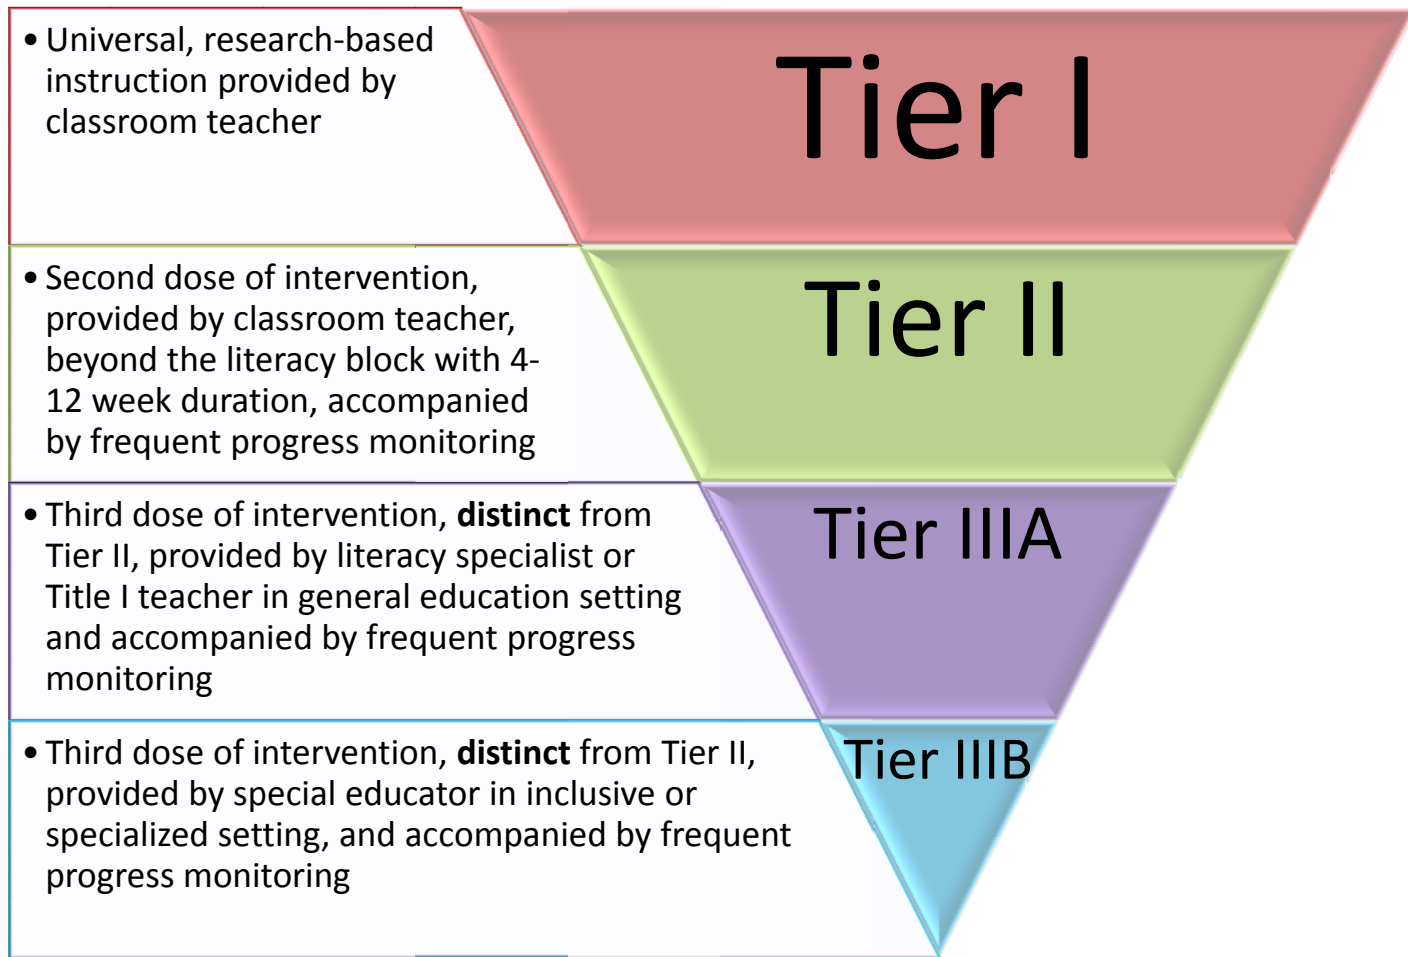 • Universal, research-based
instruction provided by
classroom teacher
Tier I
• Second dose of intervention,
provided by classroom teacher,
beyond the literacy block with 4-
12 week duration, accompanied
by frequent progress monitoring
Tier II
• Third dose of intervention, distinct from
Tier II, provided by literacy specialist or
Title I teacher in general education setting
and accompanied by frequent progress
monitoring
Tier IIIA
• Third dose of intervention, distinct from Tier II,
provided by special educator in inclusive or
specialized setting, and accompanied by frequent
progress monitoring
Tier IIIB